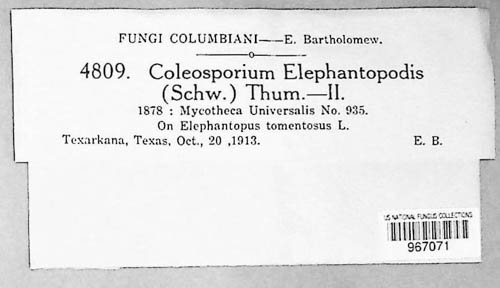 FUNGI COLUMBIANI——E. Bartholomew.
4809. Coleosporium Elephantopodis
(Schw.) Thum.—II.
1878 : Mycotheca Universalis No. 935.
On Elephantopus tomentosus L.
Texarkana, Texas, Oct., 20 ,1913. E. B.
US NATIONAL FUNGUS COLLECTIONS
967071